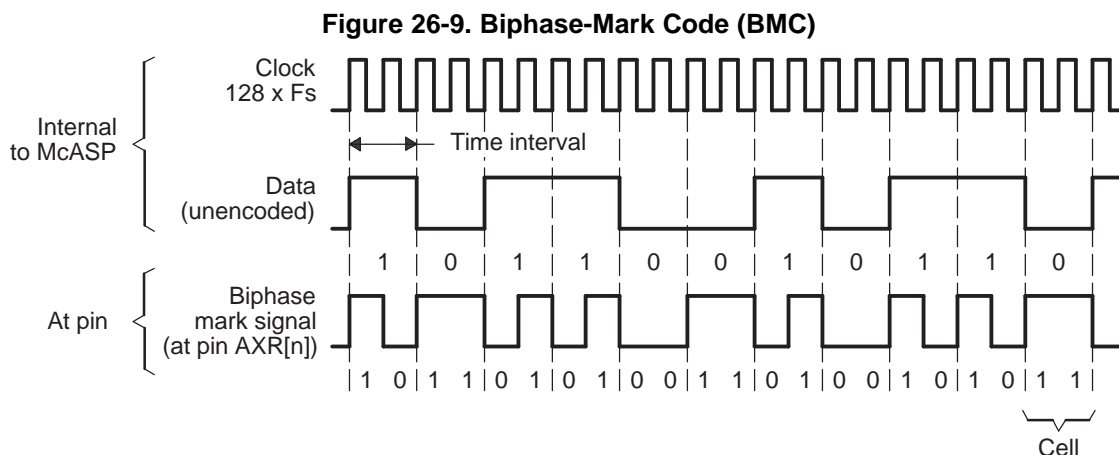 Figure 26-9. Biphase-Mark Code (BMC)
Clock
128 x Fs
Internal
to McASP
Time interval
Data
(unencoded)
1 0 1 1 0 0 1 0 1 1 0
At pin
Biphase
mark signal
(at pin AXR[n])
1 0 1 1 0 1 0 1 0 0 1 1 0 1 0 0 1 0 1 0 1 1
Cell